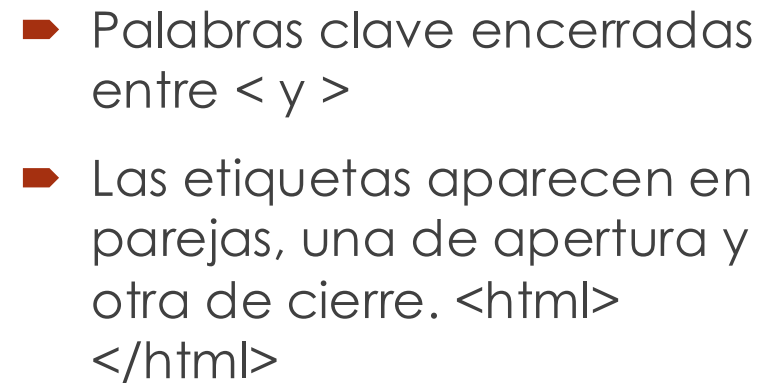 Palabras clave encerradas
entre < y >
Las etiquetas aparecen en
parejas, una de apertura y
otra de cierre. <html>
</html>